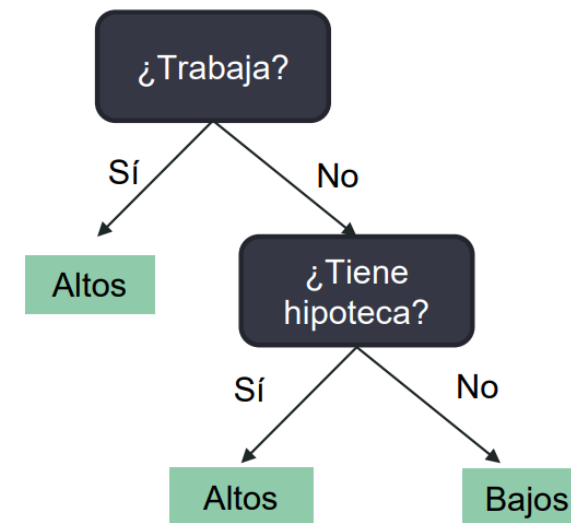 ¿Trabaja?
Sí
No
Altos
¿Tiene
hipoteca?
Sí
No
Altos
Bajos